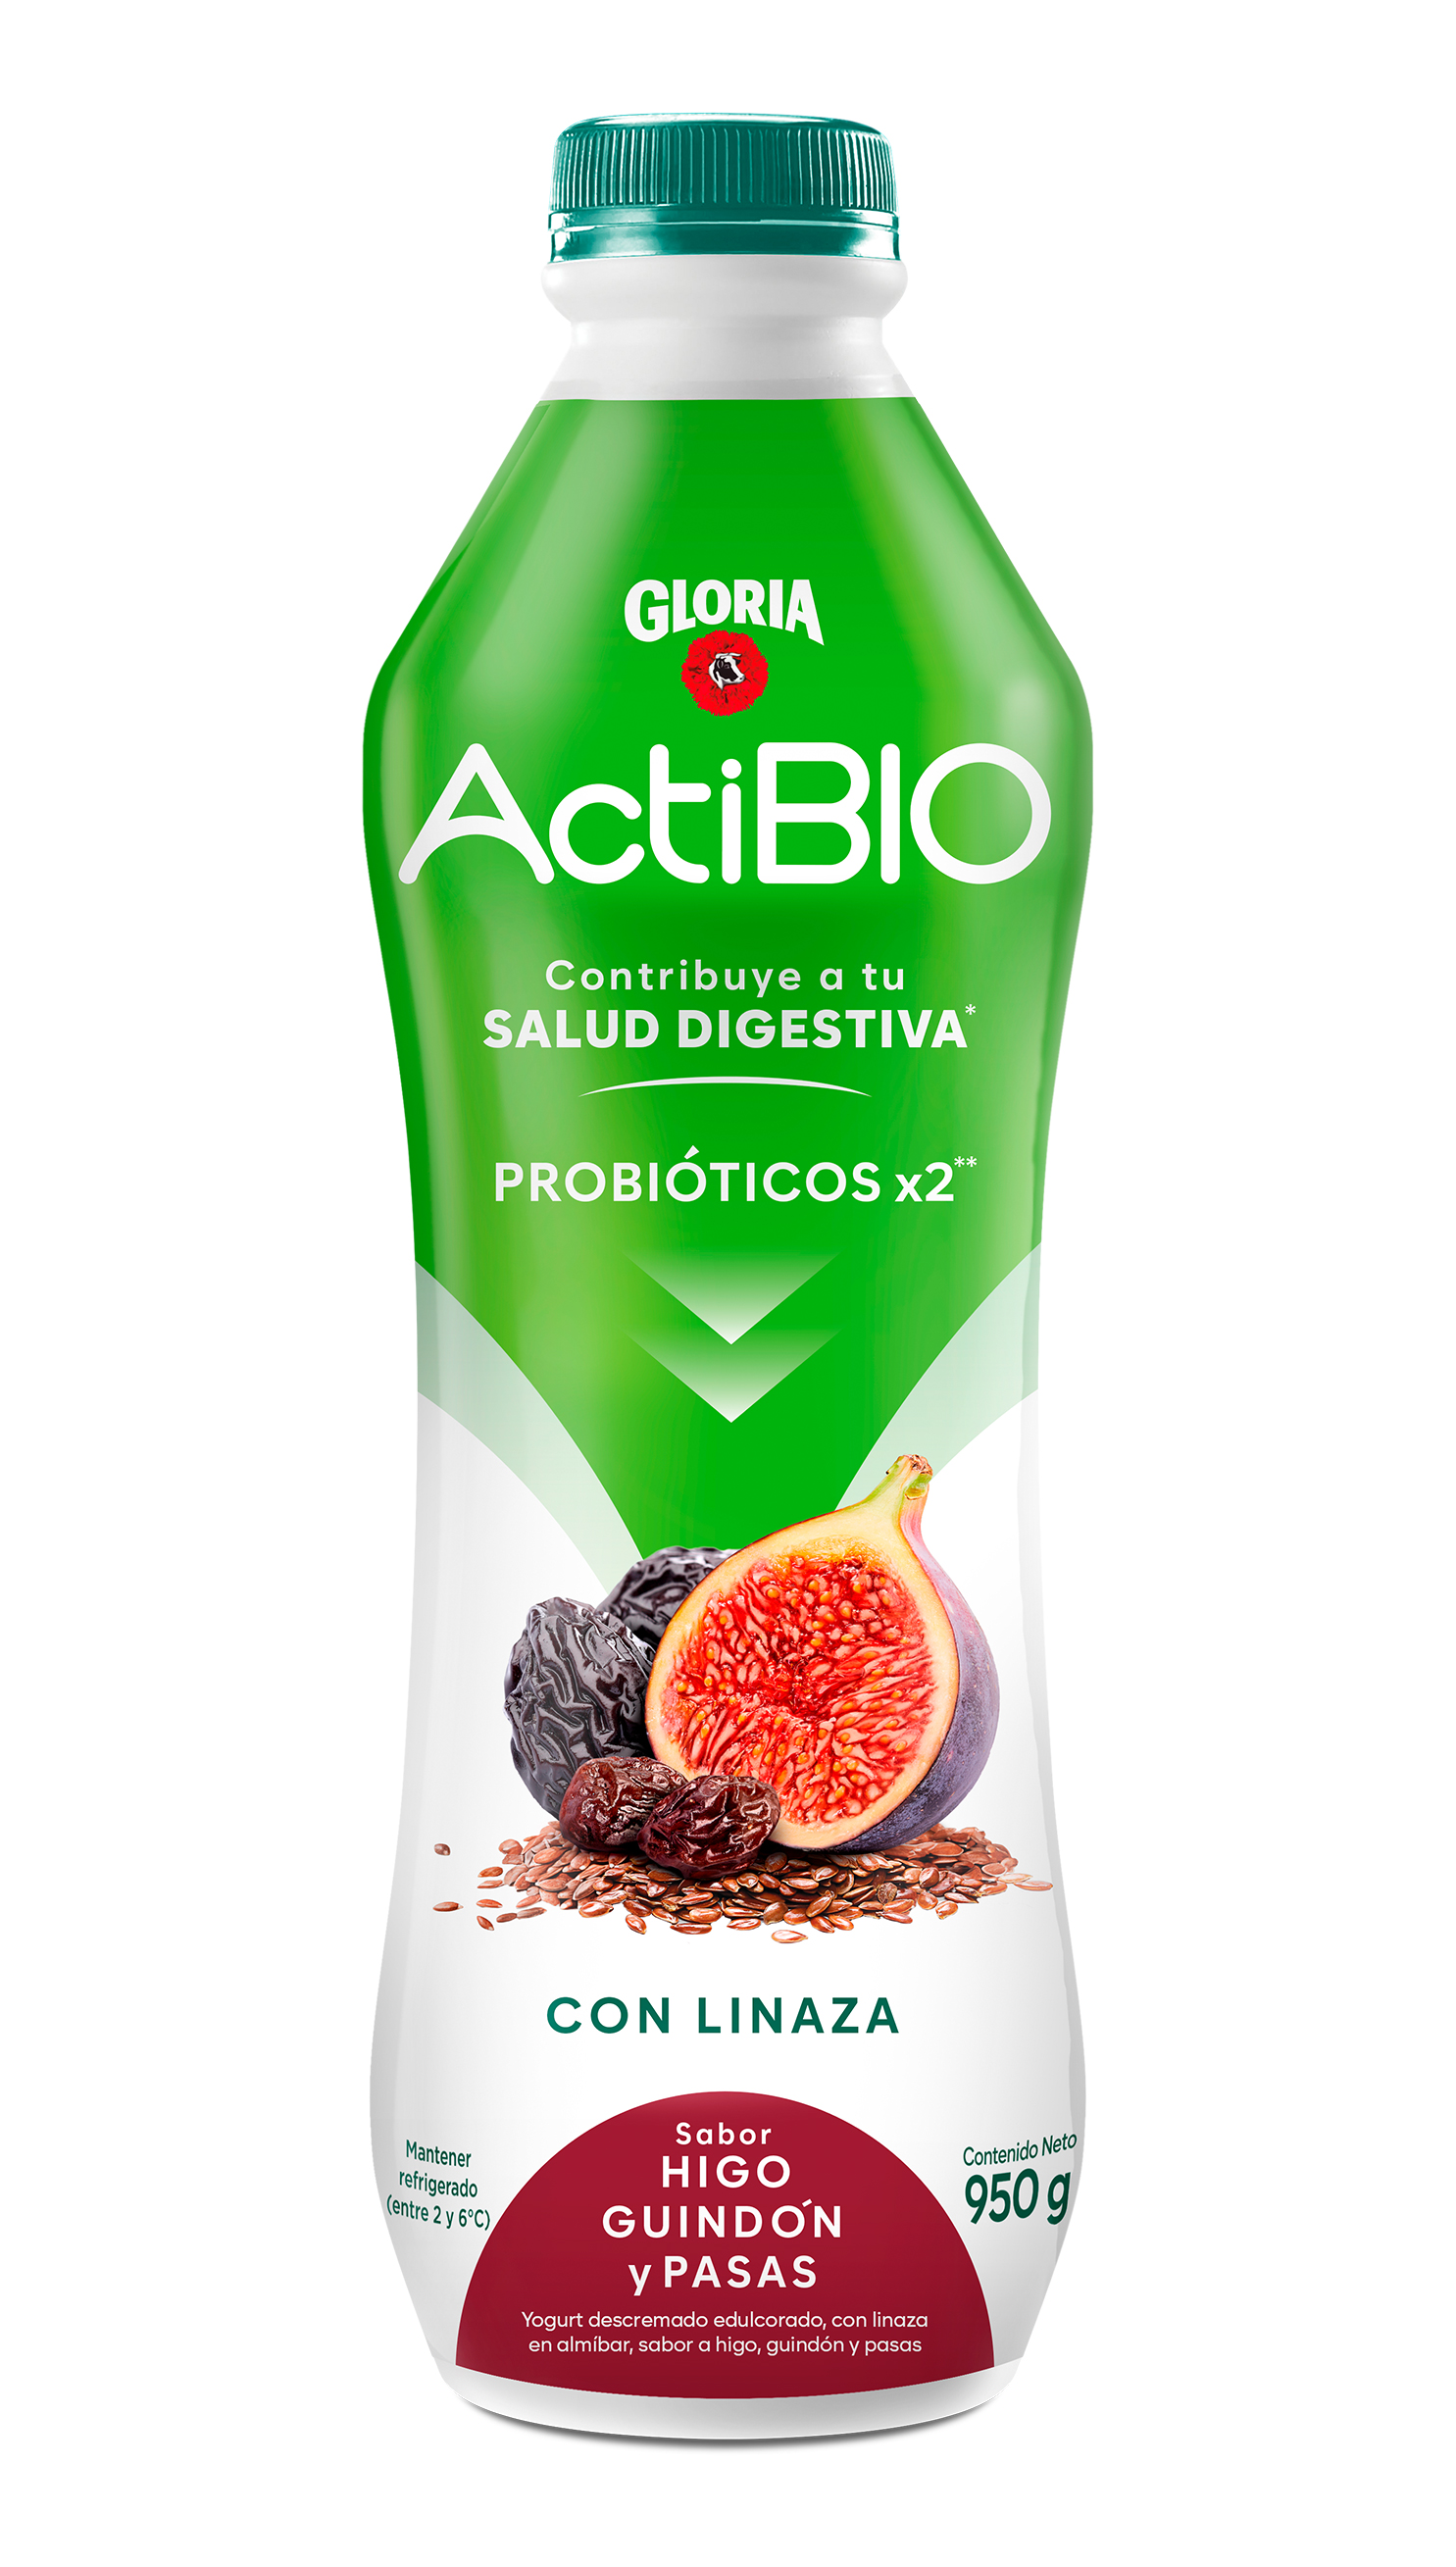 GLORIA
ActiBIO
Contribuye a tu
SALUD DIGESTIVA*
PROBIÓTICOS x2**
CON LINAZA
Mantener
refrigerado
(entre 2 y 6°C)
Contenido Neto
950 g
Sabor
HIGO
GUINDÓN
y PASAS
Yogurt descremado edulcorado, con linaza
en almíbar, sabor a higo, guindón y pasas